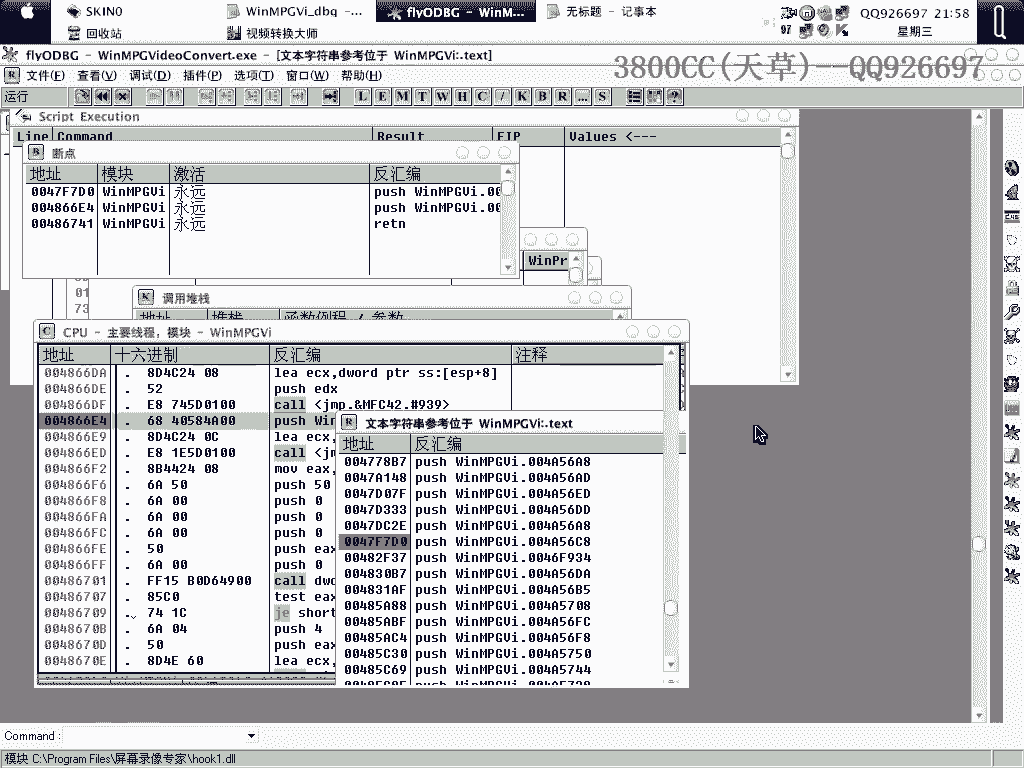 SKIN0
WinMPGVi_dbg -...
flyODBG - WinM...
无标题 - 记事本
QQ926697 21:58
回收站
视频转换大师
97
星期三
flyODBG - WinMPGVideoConvert.exe - [文本字符串参考位于 WinMPGVi:.text]
3800CC(天草)--QQ926697
文件(F) 查看(V) 调试(D) 插件(P) 选项(T) 窗口(W) 帮助(H)
运行
L E M T W H C / K B R ... S
Script Execution
Line Command Result EIP Values <---
断点
地址 模块 激活 反汇编
0047F7D0 WinMPGVi 永远 push WinMPGVi.00
004866E4 WinMPGVi 永远 push WinMPGVi.00
00486741 WinMPGVi 永远 retn
WinPr
01
73
调用堆栈
地址 堆栈 函数例程 / 参数
CPU - 主要线程, 模块 - WinMPGVi
地址 十六进制 反汇编 注释
004866DA . 8D4C24 08 lea ecx,dword ptr ss:[esp+8]
004866DE . 52 push edx
004866DF . E8 745D0100 call <jmp.&MFC42.#939>
004866E4 . 68 40584A00 push Win
004866E9 . 8D4C24 0C lea ecx,
004866ED . E8 1E5D0100 call <jm
004866F2 . 8B4424 08 mov eax,
004866F6 . 6A 50 push 50
004866F8 . 6A 00 push 0
004866FA . 6A 00 push 0
004866FC . 6A 00 push 0
004866FE . 50 push eax
004866FF . 6A 00 push 0
00486701 . FF15 B0D64900 call dwo
00486707 . 85C0 test eax
00486709 . 74 1C je short
0048670B . 6A 04 push 4
0048670D . 50 push eax
0048670E . 8D4E 60 lea ecx,
文本字符串参考位于 WinMPGVi:.text
地址 反汇编
004778B7 push WinMPGVi.004A56A8
0047A148 push WinMPGVi.004A56AD
0047D07F push WinMPGVi.004A56ED
0047D333 push WinMPGVi.004A56DD
0047DC2E push WinMPGVi.004A56A8
0047F7D0 push WinMPGVi.004A56C8
00482F37 push WinMPGVi.0046F934
004830B7 push WinMPGVi.004A56DA
004831AF push WinMPGVi.004A56B5
00485A88 push WinMPGVi.004A5708
00485ABF push WinMPGVi.004A56FC
00485AC4 push WinMPGVi.004A56F8
00485C30 push WinMPGVi.004A5750
00485C69 push WinMPGVi.004A5744
Command :
模块 C:\Program Files\屏幕录像专家\hook1.dll